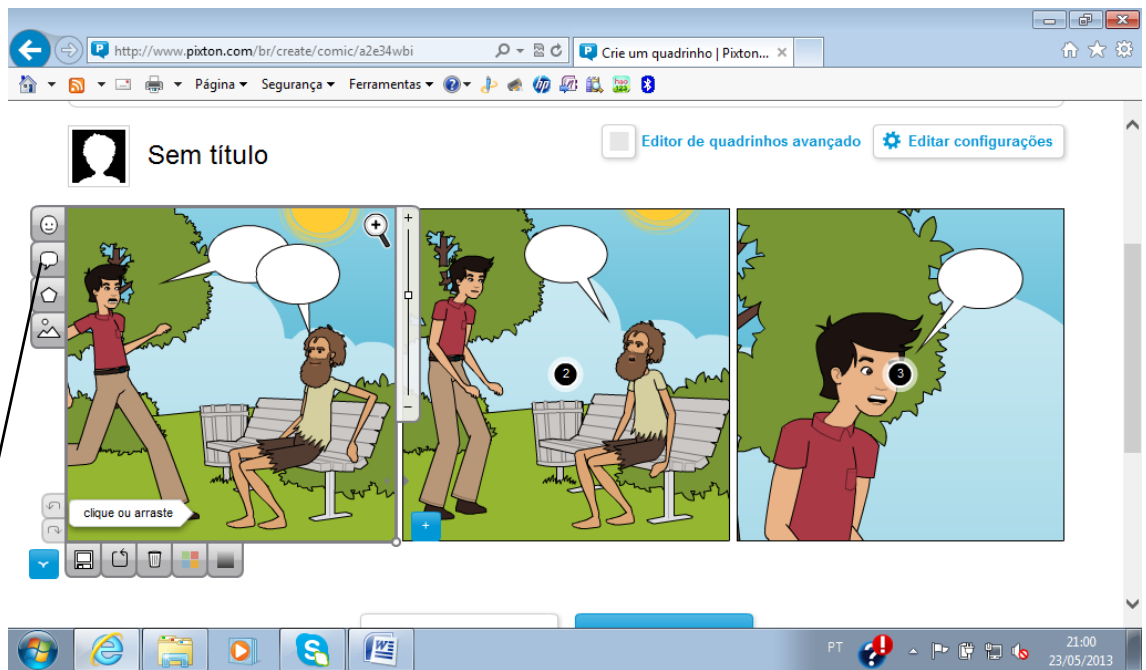 http://www.pixton.com/br/create/comic/a2e34wbi
Crie um quadrinho | Pixton...
Página Segurança Ferramentas
Sem título
Editor de quadrinhos avançado
Editar configurações
+
−
2
3
clique ou arraste
+
PT
21:00
23/05/2013